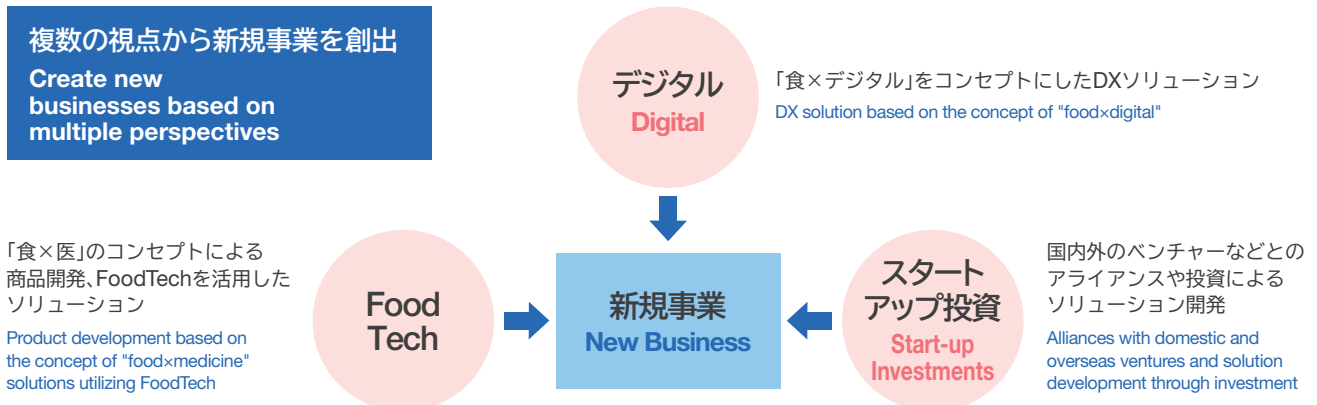 複数の視点から新規事業を創出
Create new
businesses based on
multiple perspectives
デジタル
Digital
「食×デジタル」をコンセプトにしたDXソリューション
DX solution based on the concept of "food×digital"
「食×医」のコンセプトによる
商品開発、FoodTechを活用した
ソリューション
Product development based on
the concept of "food×medicine"
solutions utilizing FoodTech
Food
Tech
新規事業
New Business
スタート
アップ投資
Start-up
Investments
国内外のベンチャーなどとの
アライアンスや投資による
ソリューション開発
Alliances with domestic and
overseas ventures and solution
development through investment